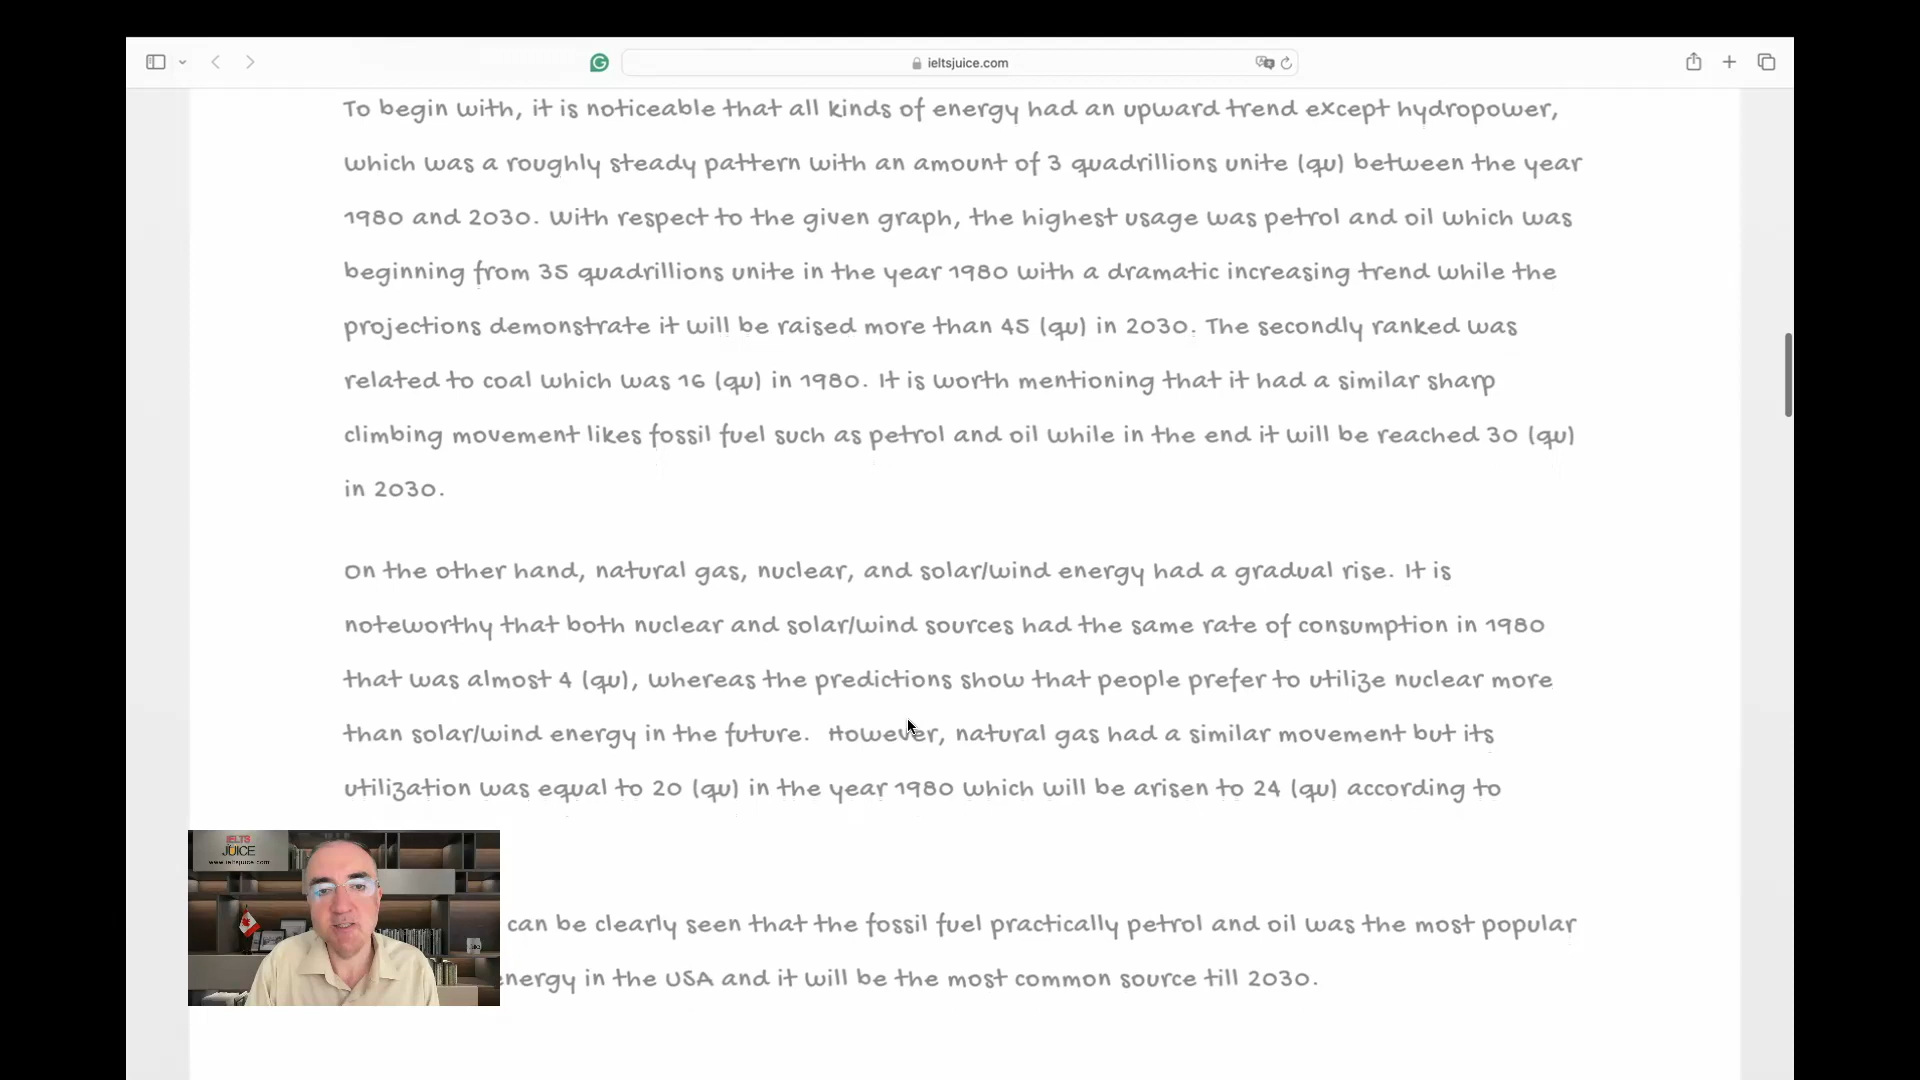 ieltsjuice.com
To begin with, it is noticeable that all kinds of energy had an upward trend except hydropower,
which was a roughly steady pattern with an amount of 3 quadrillions unite (qu) between the year
1980 and 2030. With respect to the given graph, the highest usage was petrol and oil which was
beginning from 35 quadrillions unite in the year 1980 with a dramatic increasing trend while the
projections demonstrate it will be raised more than 45 (qu) in 2030. The secondly ranked was
related to coal which was 16 (qu) in 1980. It is worth mentioning that it had a similar sharp
climbing movement likes fossil fuel such as petrol and oil while in the end it will be reached 30 (qu)
in 2030.
On the other hand, natural gas, nuclear, and solar/wind energy had a gradual rise. It is
noteworthy that both nuclear and solar/wind sources had the same rate of consumption in 1980
that was almost 4 (qu), whereas the predictions show that people prefer to utilize nuclear more
than solar/wind energy in the future. However, natural gas had a similar movement but its
utilization was equal to 20 (qu) in the year 1980 which will be arisen to 24 (qu) according to
IELTS
JUICE
www.ieltsjuice.com
can be clearly seen that the fossil fuel practically petrol and oil was the most popular
energy in the USA and it will be the most common source till 2030.